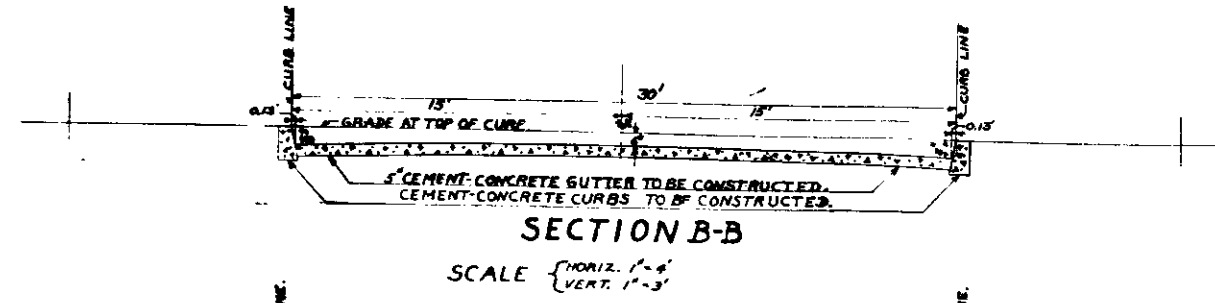 CURB LINE
CURB LINE
30'
15'
15'
0.13'
0.13'
GRADE AT TOP OF CURB
5" CEMENT-CONCRETE GUTTER TO BE CONSTRUCTED.
CEMENT-CONCRETE CURBS TO BE CONSTRUCTED.
SECTION B-B
SCALE { HORIZ. 1"=4'
VERT. 1"=3'